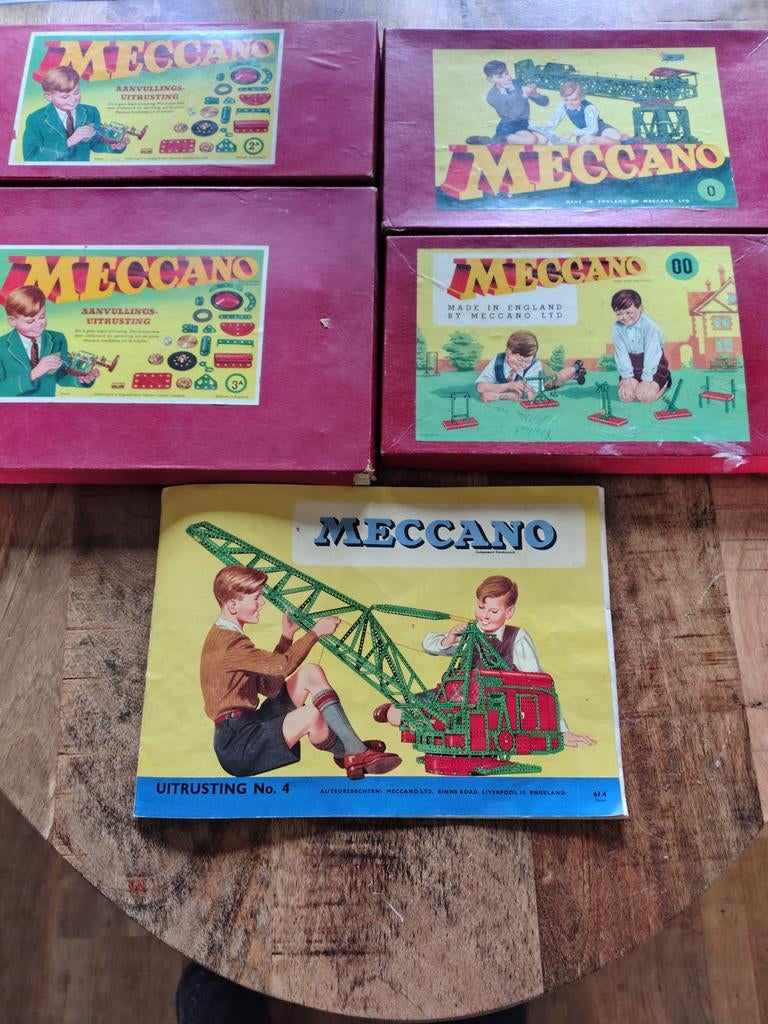 MECCANO
AANVULLINGS-
UITRUSTING
2A
MECCANO
MADE IN ENGLAND BY MECCANO LTD
0
MECCANO
AANVULLINGS-
UITRUSTING
3A
MECCANO
00
MADE IN ENGLAND
BY MECCANO LTD.
MECCANO
UITRUSTING No. 4
AUTEURSRECHTEN: MECCANO LTD. BINNS ROAD. LIVERPOOL 13 ENGELAND
61.4